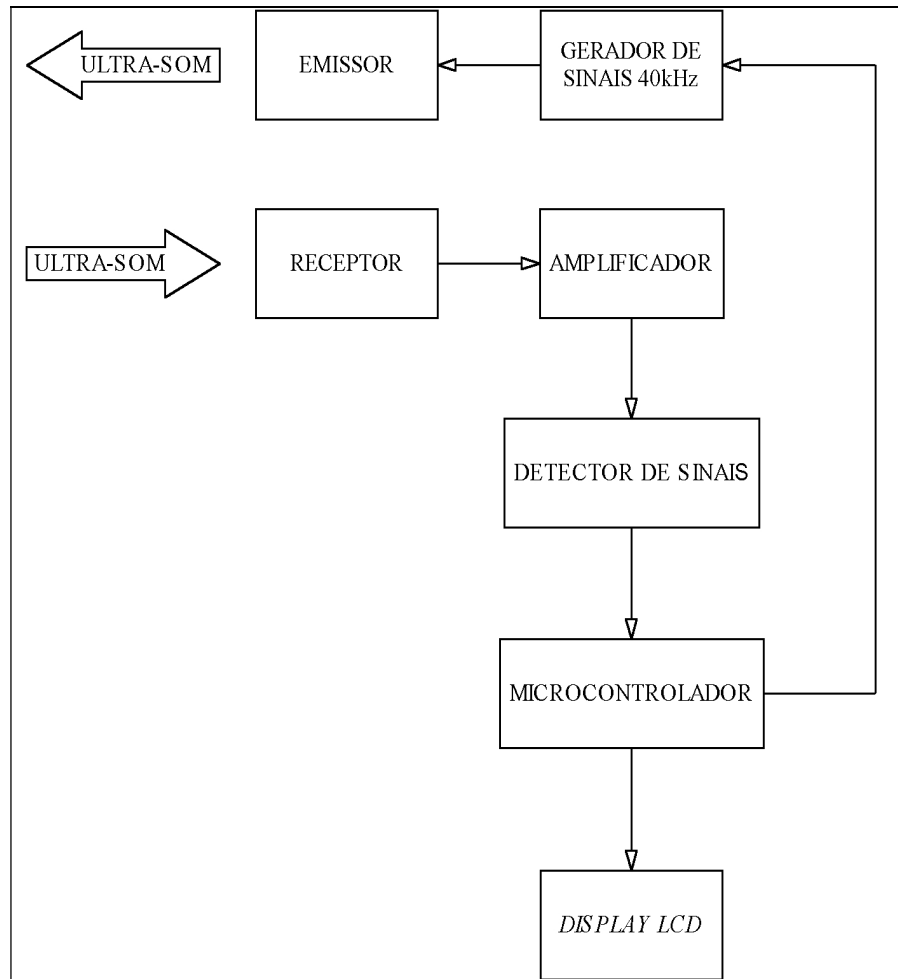 ULTRA-SOM
EMISSOR
GERADOR DE
SINAIS 40kHz
ULTRA-SOM
RECEPTOR
AMPLIFICADOR
DETECTOR DE SINAIS
MICROCONTROLADOR
DISPLAY LCD